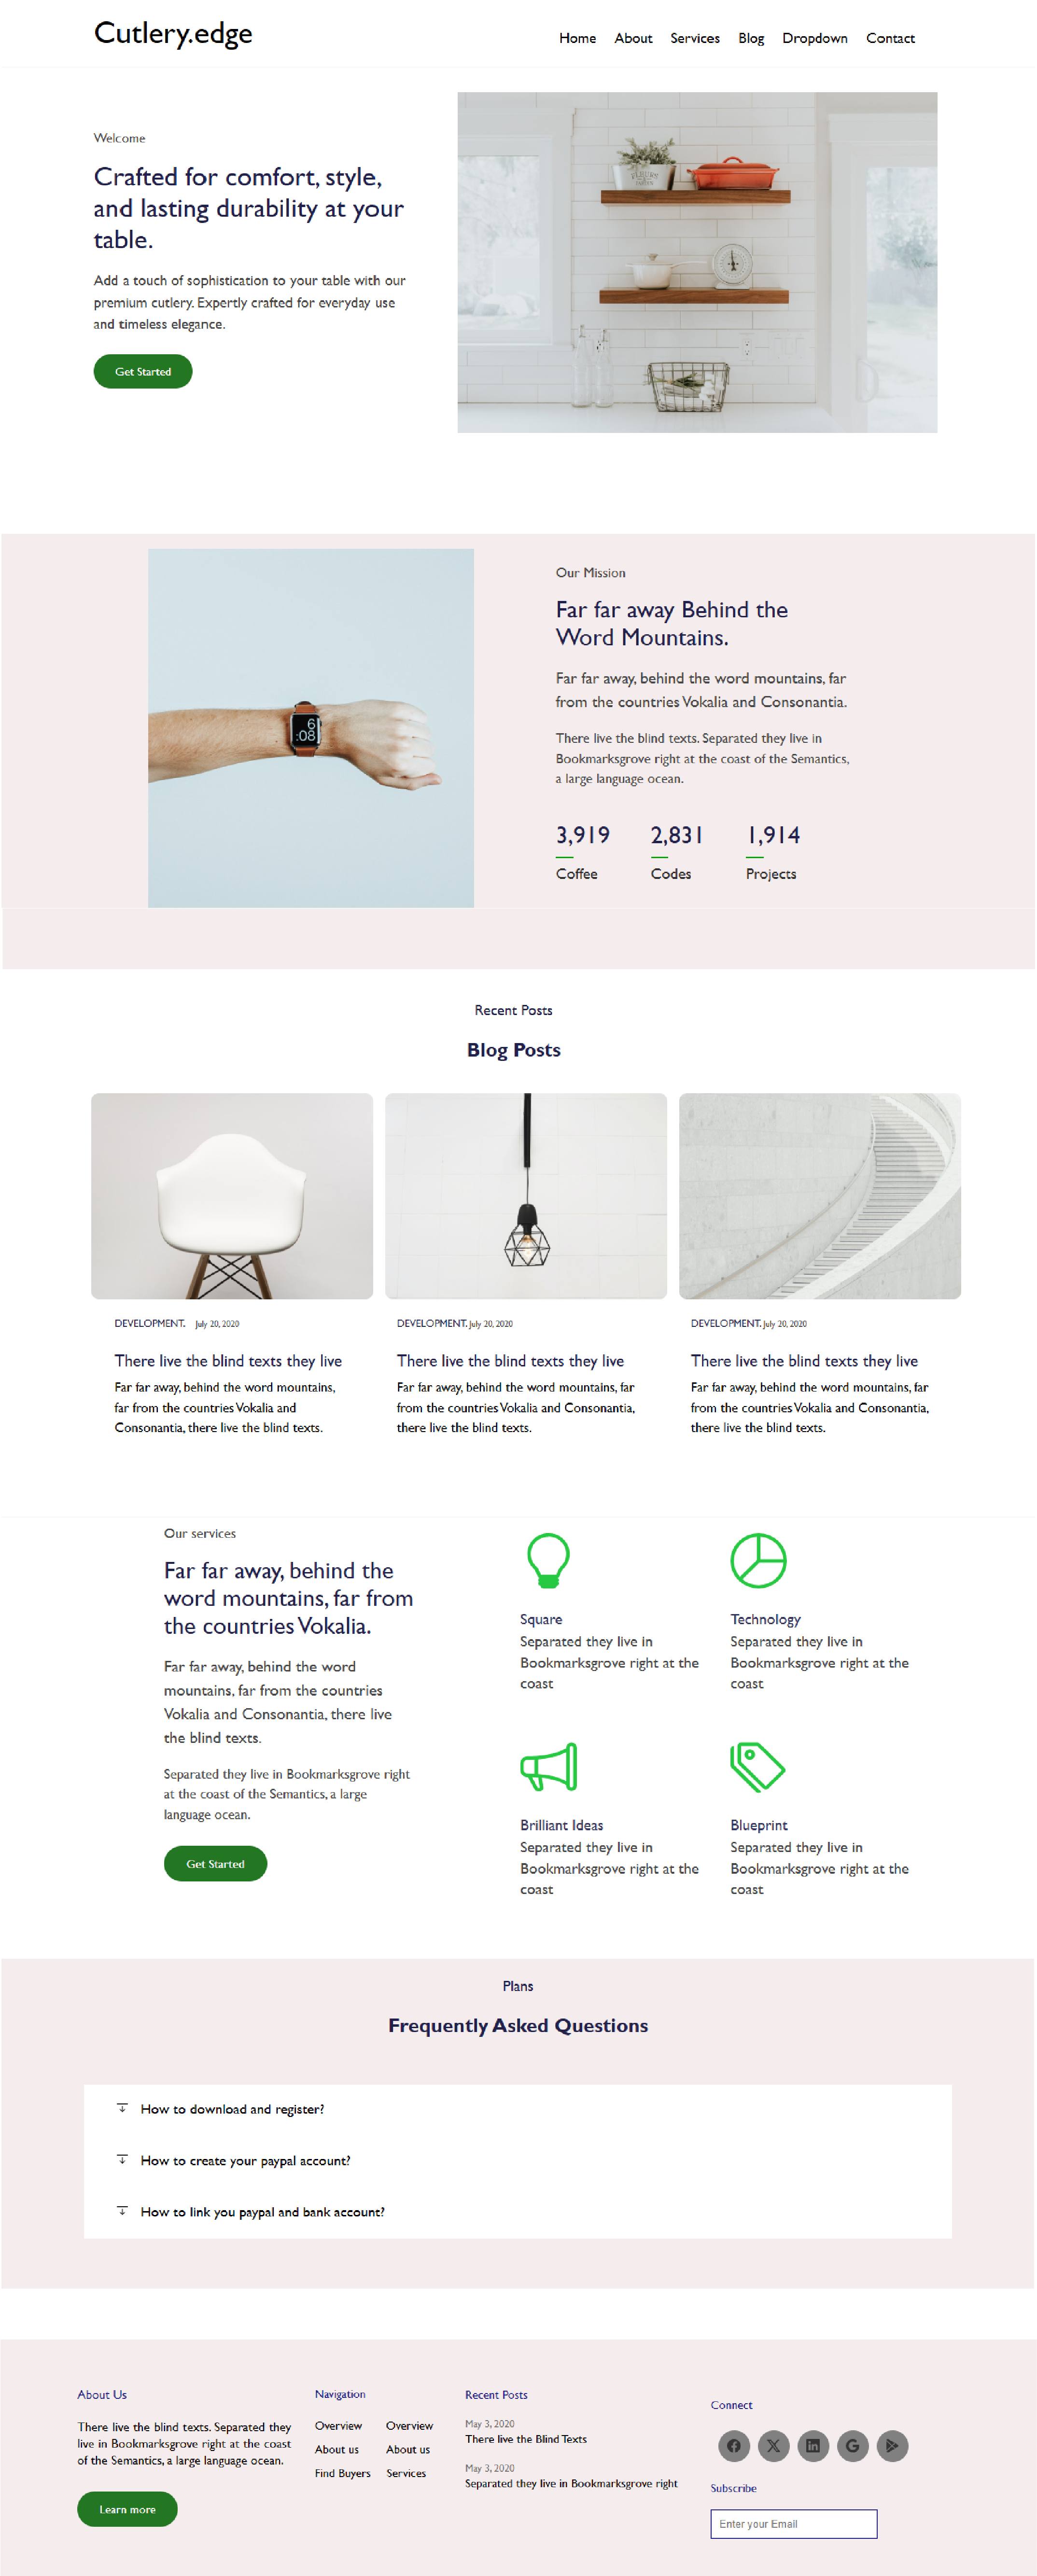 Cutlery.edge
Home About Services Blog Dropdown Contact
Welcome
Crafted for comfort, style,
and lasting durability at your
table.
Add a touch of sophistication to your table with our
premium cutlery. Expertly crafted for everyday use
and timeless elegance.
Get Started
6
:08
Our Mission
Far far away Behind the
Word Mountains.
Far far away, behind the word mountains, far
from the countries Vokalia and Consonantia.
There live the blind texts. Separated they live in
Bookmarksgrove right at the coast of the Semantics,
a large language ocean.
3,919 2,831 1,914
Coffee Codes Projects
Recent Posts
Blog Posts
DEVELOPMENT. July 20, 2020
There live the blind texts they live
Far far away, behind the word mountains,
far from the countries Vokalia and
Consonantia, there live the blind texts.
DEVELOPMENT. July 20, 2020
There live the blind texts they live
Far far away, behind the word mountains, far
from the countries Vokalia and Consonantia,
there live the blind texts.
DEVELOPMENT. July 20, 2020
There live the blind texts they live
Far far away, behind the word mountains, far
from the countries Vokalia and Consonantia,
there live the blind texts.
Our services
Far far away, behind the
word mountains, far from
the countries Vokalia.
Far far away, behind the word
mountains, far from the countries
Vokalia and Consonantia, there live
the blind texts.
Separated they live in Bookmarksgrove right
at the coast of the Semantics, a large
language ocean.
Get Started
Square
Separated they live in
Bookmarksgrove right at the
coast
Technology
Separated they live in
Bookmarksgrove right at the
coast
Brilliant Ideas
Separated they live in
Bookmarksgrove right at the
coast
Blueprint
Separated they live in
Bookmarksgrove right at the
coast
Plans
Frequently Asked Questions
How to download and register?
How to create your paypal account?
How to link you paypal and bank account?
About Us
There live the blind texts. Separated they
live in Bookmarksgrove right at the coast
of the Semantics, a large language ocean.
Learn more
Navigation
Overview Overview
About us About us
Find Buyers Services
Recent Posts
May 3, 2020
There live the Blind Texts
May 3, 2020
Separated they live in Bookmarksgrove right
Connect
Subscribe
Enter your Email